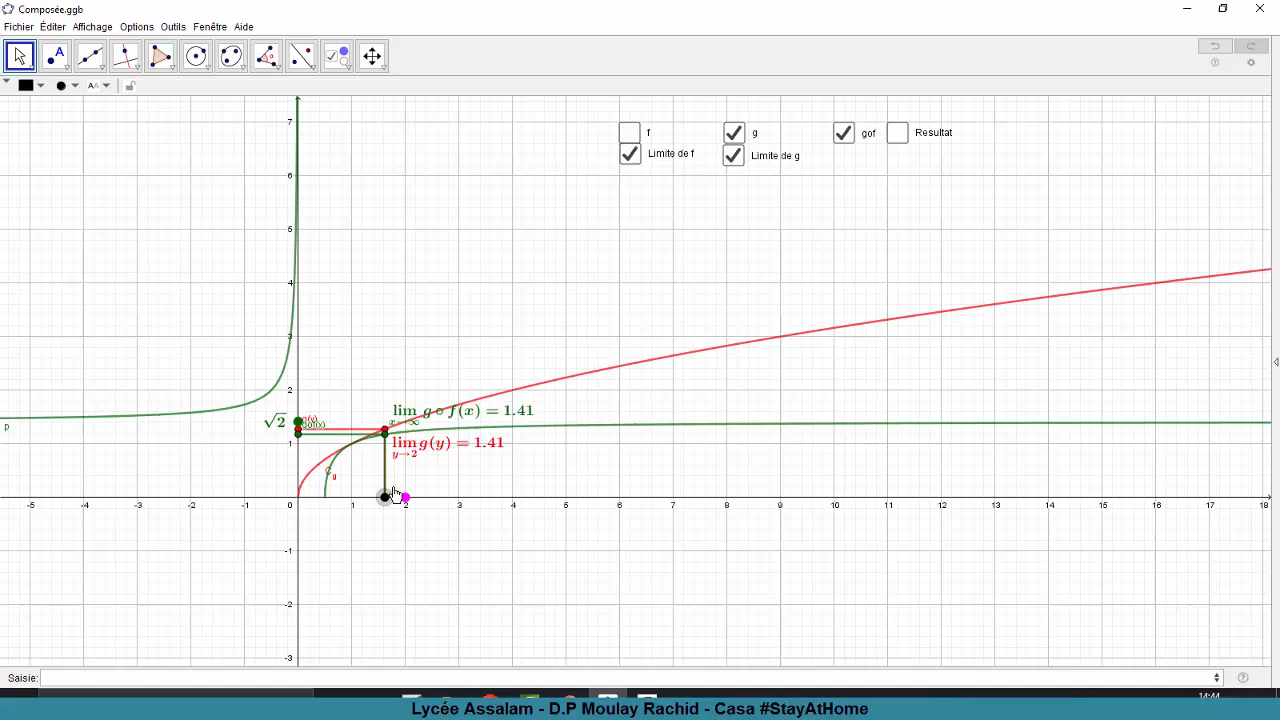 Composée.ggb
Fichier Éditer Affichage Options Outils Fenêtre Aide
f g gof Resultat
Limite de f Limite de g
7
6
5
4
3
2
1
-1
-2
-3
-5 -4 -3 -2 -1 0 1 2 3 4 5 6 7 8 9 10 11 12 13 14 15 16 17 18
p
√2
lim g∘f(x) = 1.41
lim g(y) = 1.41
y→2
C_g
Saisie:
14:44
Lycée Assalam - D.P Moulay Rachid - Casa #StayAtHome